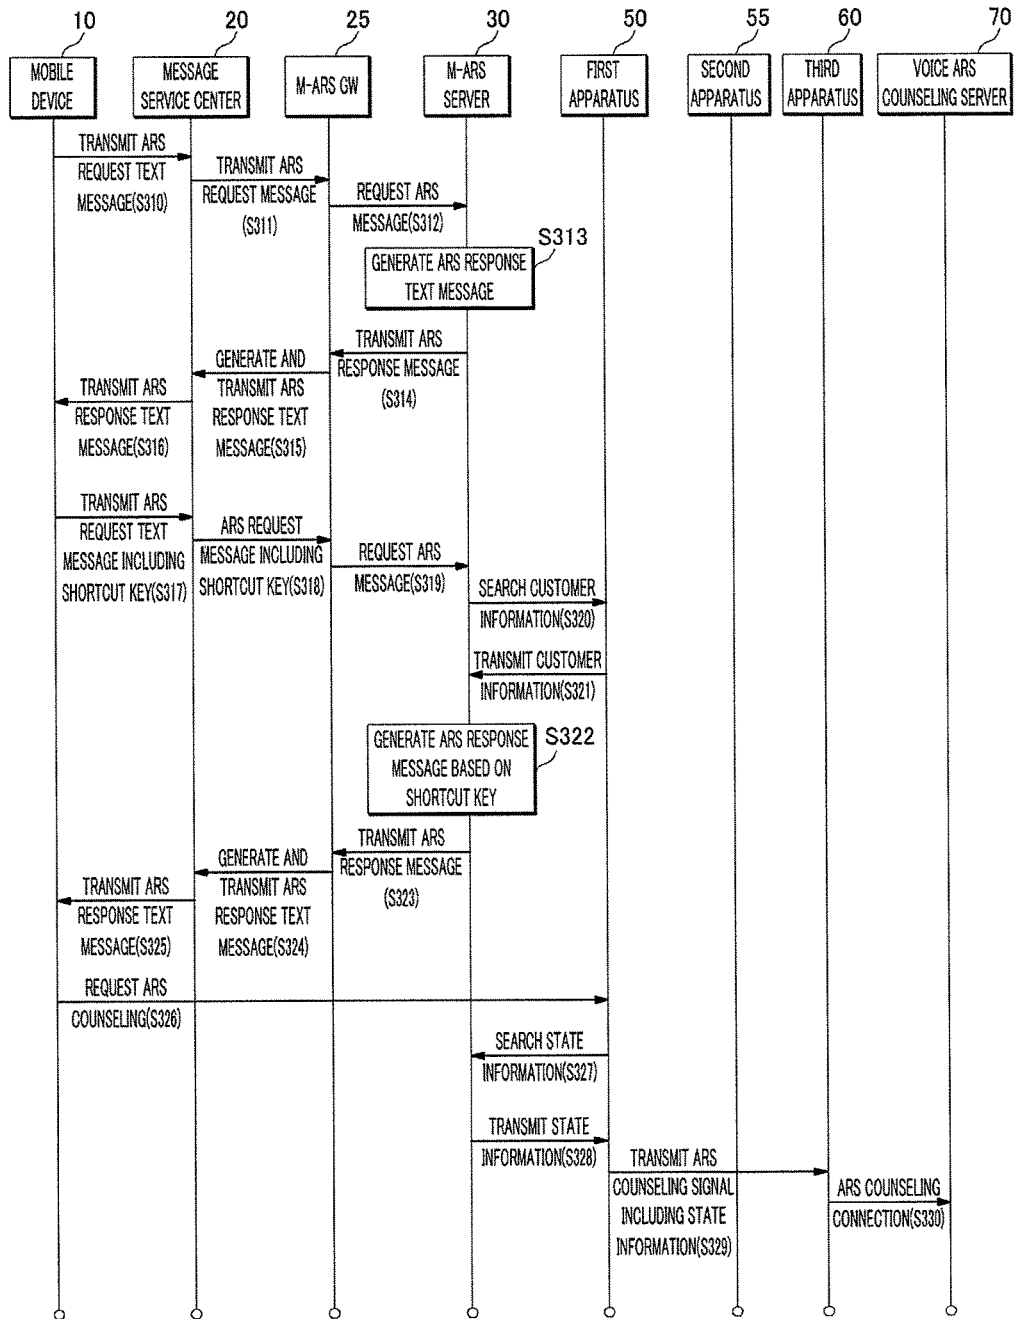 10
20
25
30
50
55
60
70
MOBILE
DEVICE
MESSAGE
SERVICE CENTER
M-ARS GW
M-ARS
SERVER
FIRST
APPARATUS
SECOND
APPARATUS
THIRD
APPARATUS
VOICE ARS
COUNSELING SERVER
TRANSMIT ARS
REQUEST TEXT
MESSAGE(S310)
TRANSMIT ARS
REQUEST MESSAGE
(S311)
REQUEST ARS
MESSAGE(S312)
S313
GENERATE ARS RESPONSE
TEXT MESSAGE
TRANSMIT ARS
RESPONSE MESSAGE
(S314)
GENERATE AND
TRANSMIT ARS
RESPONSE TEXT
MESSAGE(S315)
TRANSMIT ARS
RESPONSE TEXT
MESSAGE(S316)
TRANSMIT ARS
REQUEST TEXT
MESSAGE INCLUDING
SHORTCUT KEY(S317)
ARS REQUEST
MESSAGE INCLUDING
SHORTCUT KEY(S318)
REQUEST ARS
MESSAGE(S319)
SEARCH CUSTOMER
INFORMATION(S320)
TRANSMIT CUSTOMER
INFORMATION(S321)
S322
GENERATE ARS RESPONSE
MESSAGE BASED ON
SHORTCUT KEY
TRANSMIT ARS
RESPONSE MESSAGE
(S323)
GENERATE AND
TRANSMIT ARS
RESPONSE TEXT
MESSAGE(S324)
TRANSMIT ARS
RESPONSE TEXT
MESSAGE(S325)
REQUEST ARS
COUNSELING(S326)
SEARCH STATE
INFORMATION(S327)
TRANSMIT STATE
INFORMATION(S328)
TRANSMIT ARS
COUNSELING SIGNAL
INCLUDING STATE
INFORMATION(S329)
ARS COUNSELING
CONNECTION(S330)